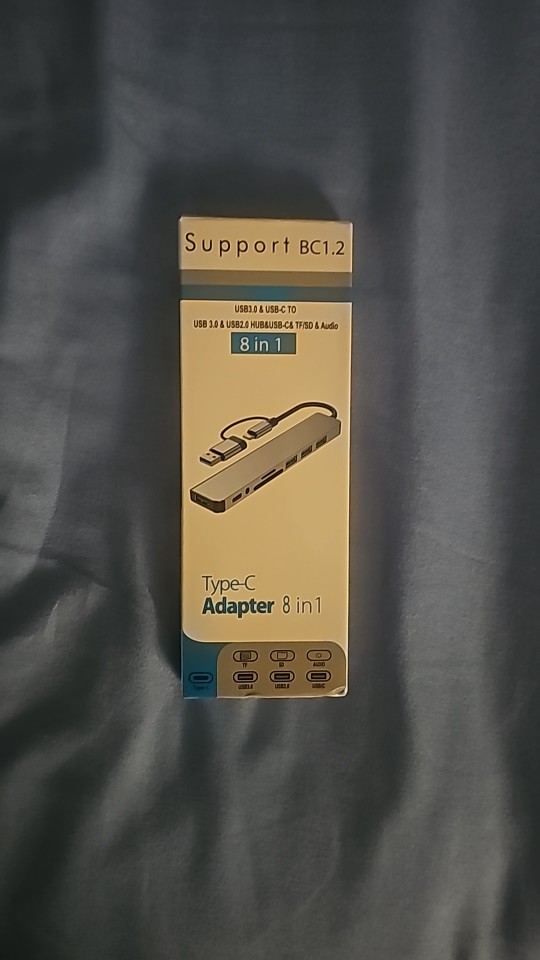 Support BC1.2
USB3.0 & USB-C TO
USB 3.0 & USB2.0 HUB&USB-C& TF/SD & Audio
8 in 1
Type-C
Adapter 8 in1
TF SD AUDIO
Type-C USB3.0 USB2.0 USB/C